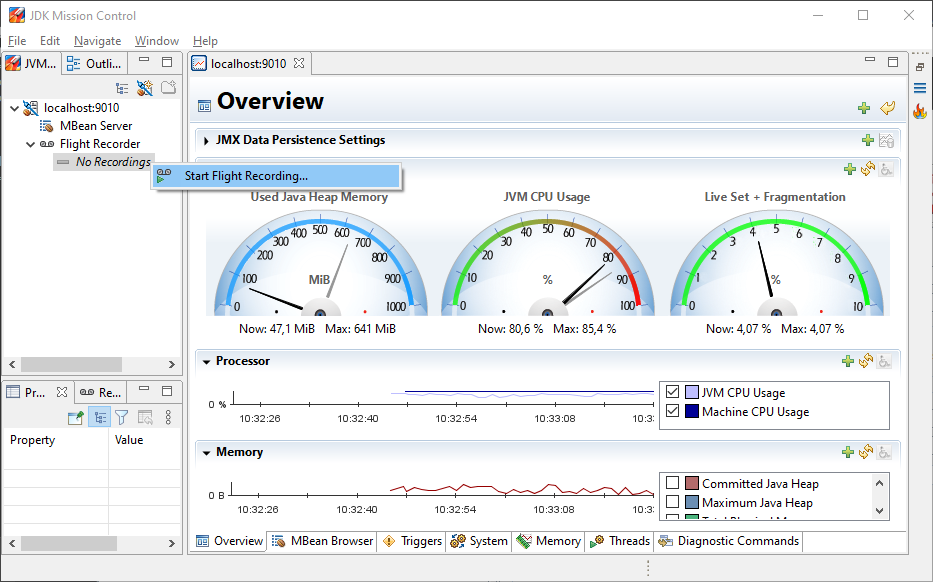 JDK Mission Control
File Edit Navigate Window Help
JVM... Outli...
localhost:9010
MBean Server
Flight Recorder
No Recordings
Start Flight Recording...
localhost:9010
Overview
JMX Data Persistence Settings
Used Java Heap Memory
0 100 200 300 400 500 600 700 800 900 1000
MiB
Now: 47,1 MiB Max: 641 MiB
JVM CPU Usage
0 10 20 30 40 50 60 70 80 90 100
%
Now: 80,6 % Max: 85,4 %
Live Set + Fragmentation
0 1 2 3 4 5 6 7 8 9 10
%
Now: 4,07 % Max: 4,07 %
Processor
0 %
10:32:26 10:32:40 10:32:54 10:33:08 10:3
JVM CPU Usage
Machine CPU Usage
Memory
0 B
10:32:26 10:32:40 10:32:54 10:33:08 10:3
Committed Java Heap
Maximum Java Heap
Pr... Re...
Property Value
Overview MBean Browser Triggers System Memory Threads Diagnostic Commands